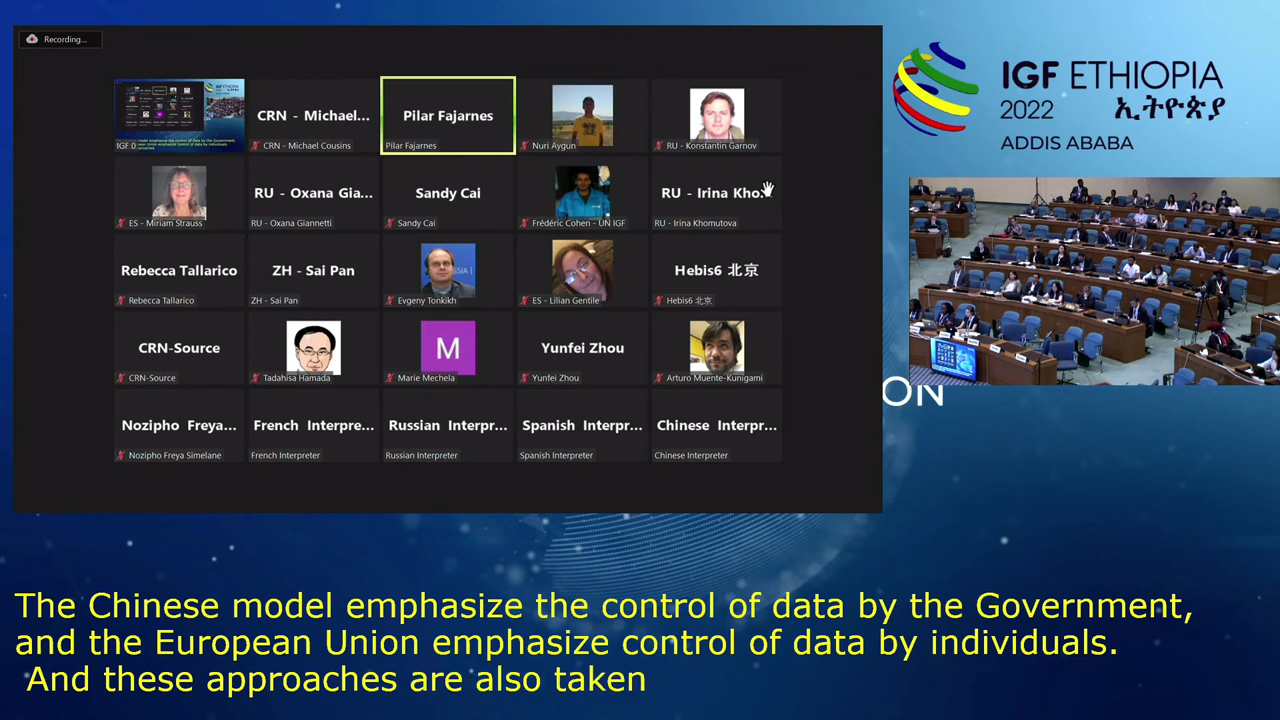 Recording...
IGF ETHIOPIA
2022 ኢትዮጵያ
ADDIS ABABA
CRN - Michael...
Pilar Fajarnes
CRN - Michael Cousins
Pilar Fajarnes
Nuri Aygun
RU - Konstantin Garnov
RU - Oxana Gia...
Sandy Cai
RU - Irina Kho...
ES - Miriam Strauss
RU - Oxana Giannetti
Sandy Cai
Frédéric Cohen - UN IGF
RU - Irina Khomutova
Rebecca Tallarico
ZH - Sai Pan
Hebis6 北京
Rebecca Tallarico
ZH - Sai Pan
Evgeny Tonkikh
ES - Lilian Gentile
Hebis6 北京
CRN-Source
M
Yunfei Zhou
CRN-Source
Tadahisa Hamada
Marie Mechela
Yunfei Zhou
Arturo Muente-Kunigami
Nozipho Freya...
French Interpre...
Russian Interpr...
Spanish Interpr...
Chinese Interpr...
Nozipho Freya Simelane
French Interpreter
Russian Interpreter
Spanish Interpreter
Chinese Interpreter
ON
The Chinese model emphasize the control of data by the Government,
and the European Union emphasize control of data by individuals.
And these approaches are also taken